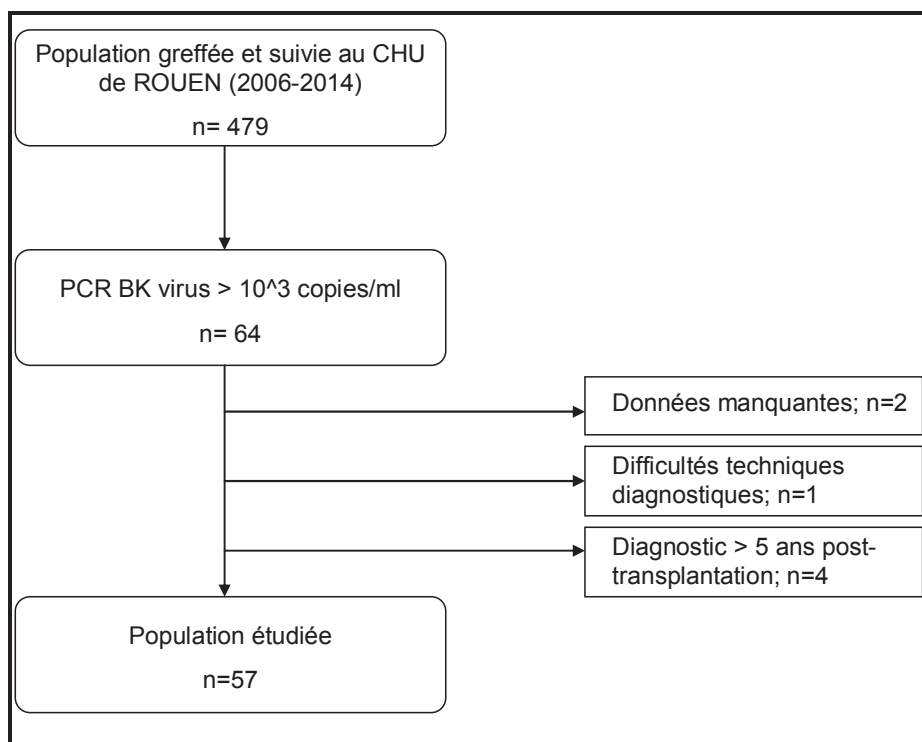 Population greffée et suivie au CHU
de ROUEN (2006-2014)
n= 479
PCR BK virus > 10^3 copies/ml
n= 64
Données manquantes; n=2
Difficultés techniques
diagnostiques; n=1
Diagnostic > 5 ans post-
transplantation; n=4
Population étudiée
n=57